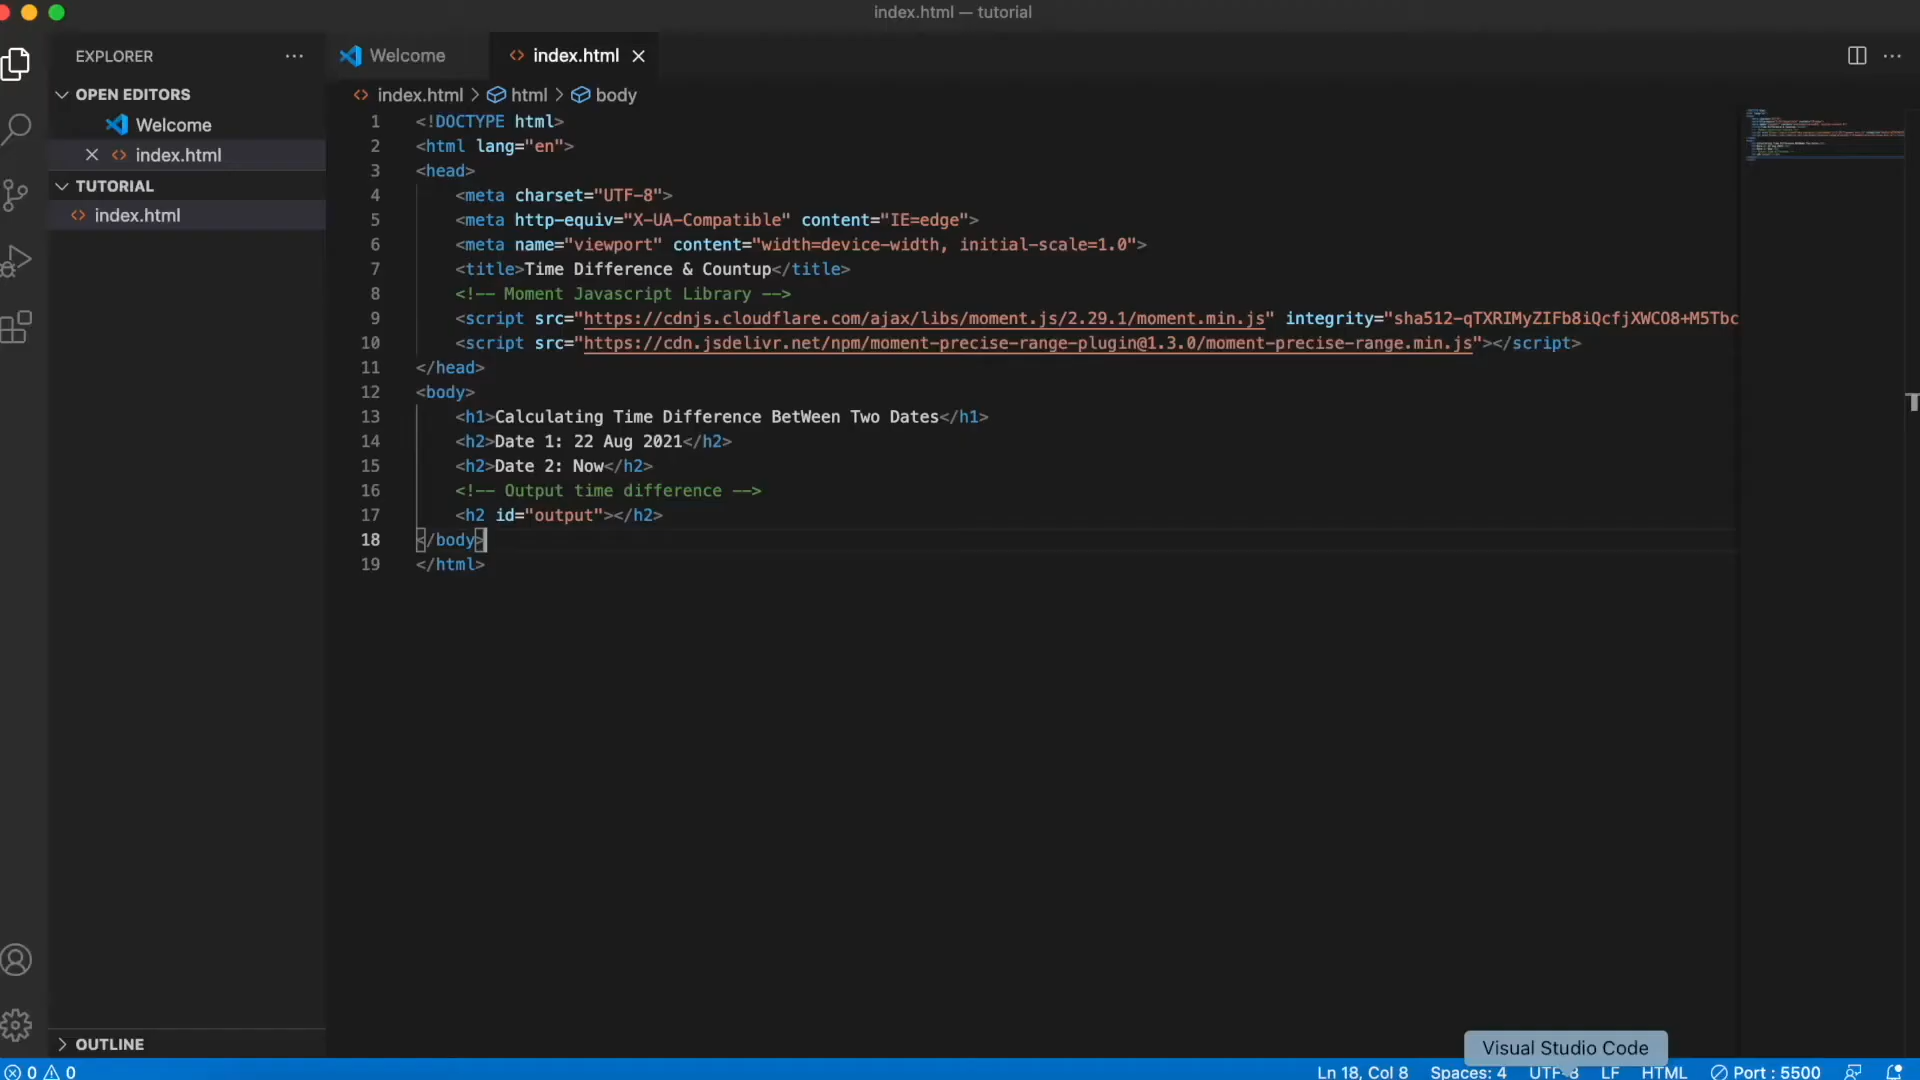 index.html — tutorial
EXPLORER
Welcome
index.html
OPEN EDITORS
Welcome
index.html
TUTORIAL
index.html
index.html > html > body
1 <!DOCTYPE html>
2 <html lang="en">
3 <head>
4 <meta charset="UTF-8">
5 <meta http-equiv="X-UA-Compatible" content="IE=edge">
6 <meta name="viewport" content="width=device-width, initial-scale=1.0">
7 <title>Time Difference & Countup</title>
8 <!-- Moment Javascript Library -->
9 <script src="https://cdnjs.cloudflare.com/ajax/libs/moment.js/2.29.1/moment.min.js" integrity="sha512-qTXRIMyZIFb8iQcfjXWCO8+M5Tbc
10 <script src="https://cdn.jsdelivr.net/npm/moment-precise-range-plugin@1.3.0/moment-precise-range.min.js"></script>
11 </head>
12 <body>
13 <h1>Calculating Time Difference BetWeen Two Dates</h1>
14 <h2>Date 1: 22 Aug 2021</h2>
15 <h2>Date 2: Now</h2>
16 <!-- Output time difference -->
17 <h2 id="output"></h2>
18 </body>
19 </html>
OUTLINE
Visual Studio Code
0 0
Ln 18, Col 8 Spaces: 4 UTF-8 LF HTML Port : 5500